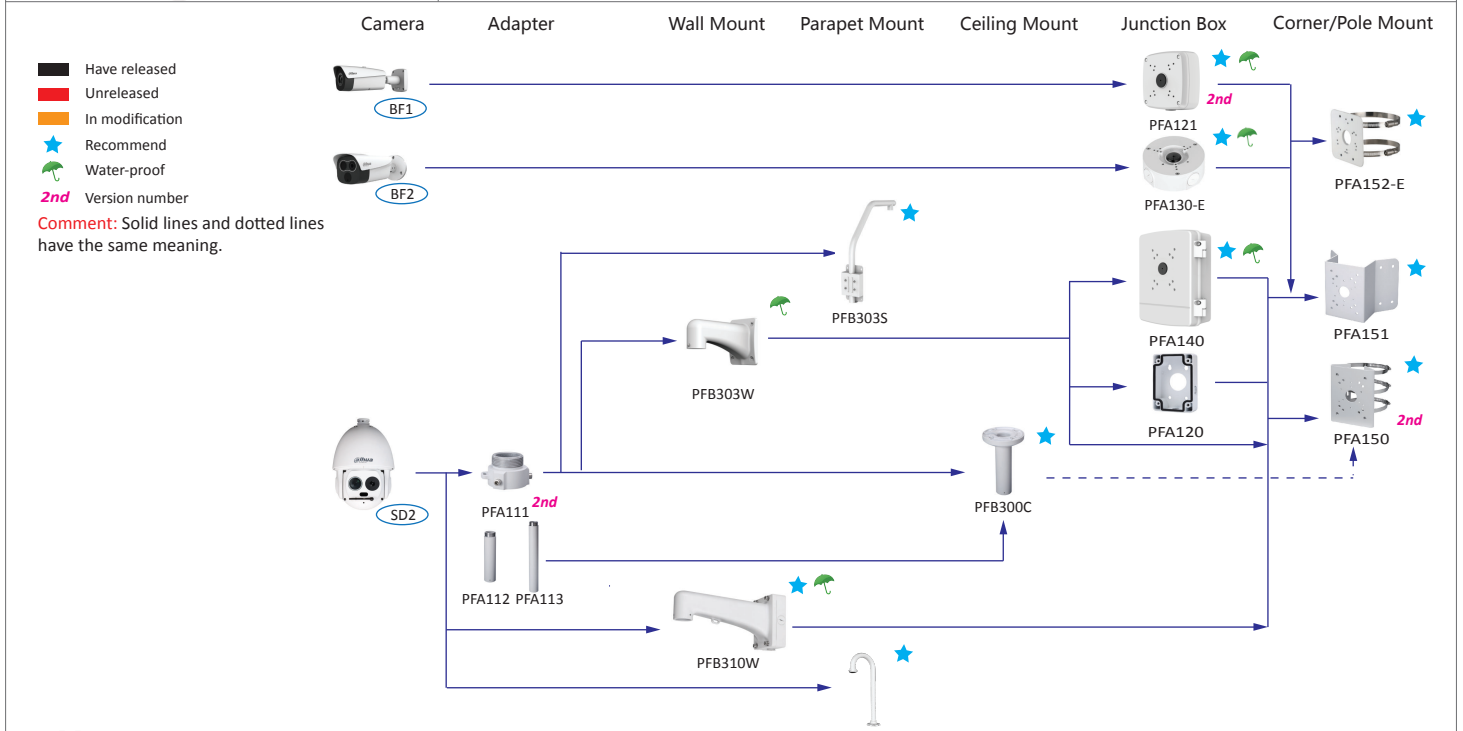 Camera Adapter Wall Mount Parapet Mount Ceiling Mount Junction Box Corner/Pole Mount
Have released
Unreleased
In modification
Recommend
Water-proof
2nd Version number
Comment: Solid lines and dotted lines
have the same meaning.
BF1
2nd
PFA121
PFA152-E
BF2
PFA130-E
PFB303S
PFA140
PFA151
PFB303W
PFA120
PFA150
2nd
alhua
SD2
PFA111
2nd
PFB300C
PFA112 PFA113
PFB310W